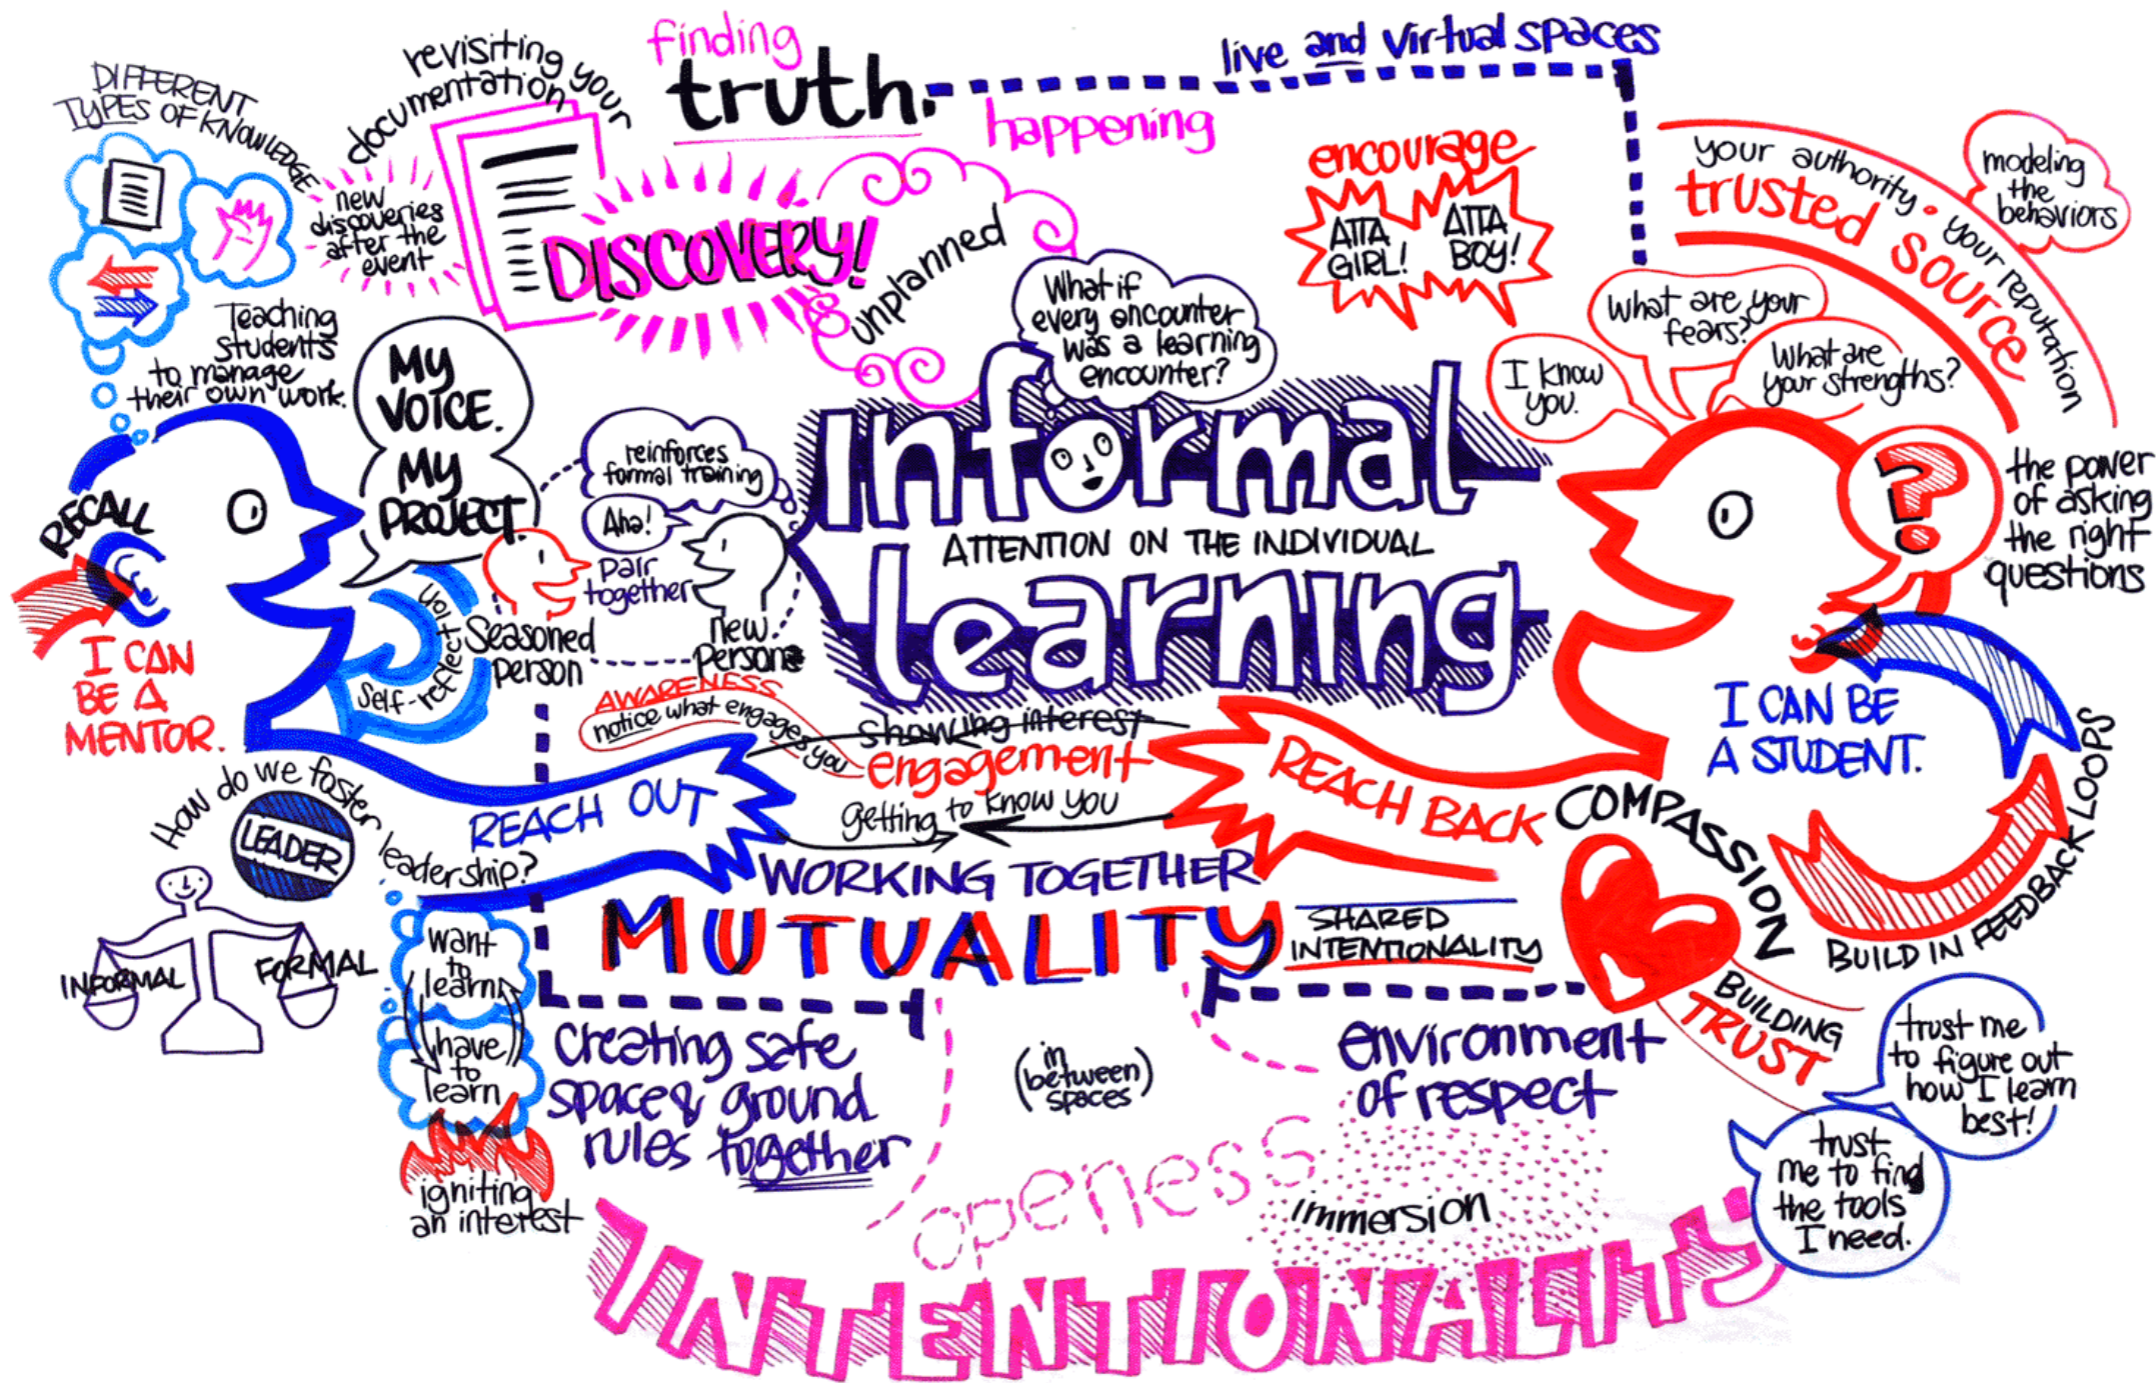 DIFFERENT
TYPES OF KNOWLEDGE
revisiting your
documentation
new
discoveries
after the
event
finding
truth.
happening
live and virtual spaces
DISCOVERY!
unplanned
What if
every encounter
was a learning
encounter?
encourage
ATTA
GIRL!
ATTA
BOY!
your authority • your reputation
trusted source
modeling
the
behaviors
What are your
fears?
I know
you.
What are
your strengths?
the power
of asking
the right
questions
?
Teaching
students
to manage
their own work.
MY
VOICE.
MY
PROJECT.
RECALL
I CAN
BE A
MENTOR.
you
self-reflect
reinforces
formal training
Aha!
pair
together
Seasoned
person
new
person
informal
ATTENTION ON THE INDIVIDUAL
learning
I CAN BE
A STUDENT.
BUILD IN FEEDBACK LOOPS
AWARENESS
notice what engages you
showing interest
engagement
getting to know you
REACH OUT
REACH BACK
How do we foster
leadership?
LEADER
INFORMAL
FORMAL
want
to
learn
have
to
learn
igniting
an interest
WORKING TOGETHER
MUTUALITY
SHARED
INTENTIONALITY
COMPASSION
BUILDING
TRUST
trust me
to figure out
how I learn
best!
trust
me to find
the tools
I need.
creating safe
space & ground
rules together
(in
between
spaces)
environment
of respect
openess
immersion
INTENTIONALITY